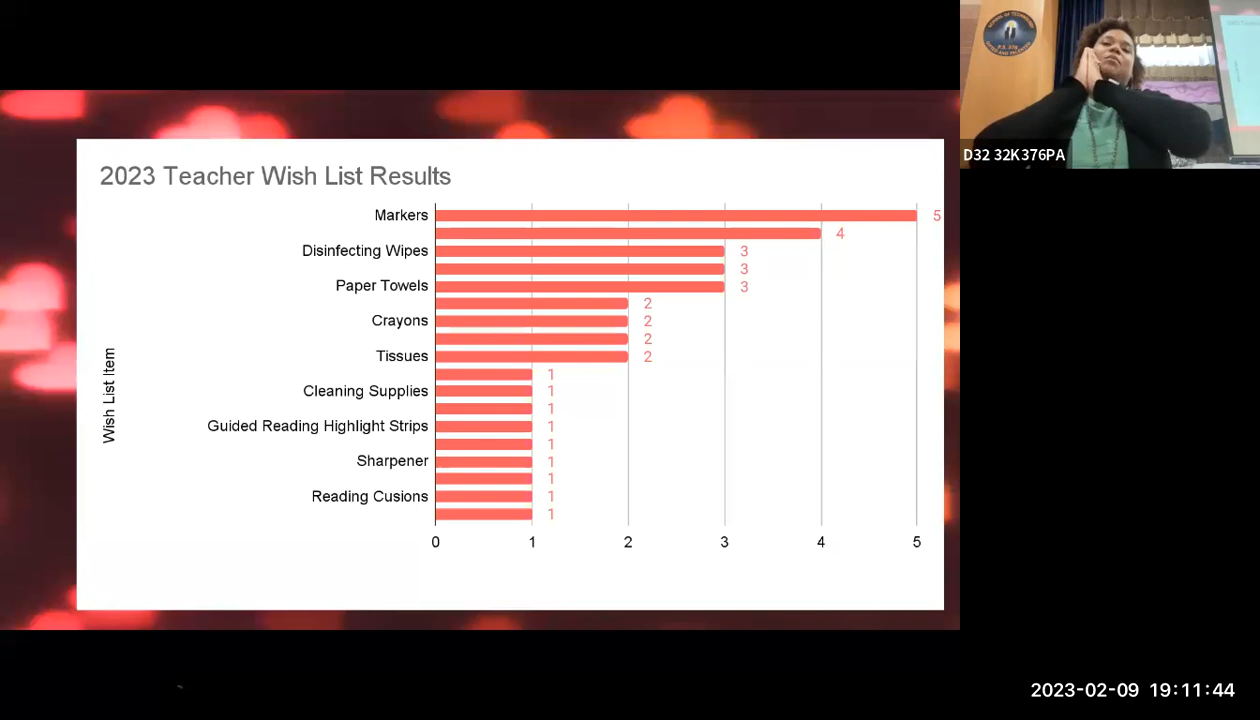 2023 Teacher Wish List Results
Wish List Item
Markers 5
4
Disinfecting Wipes 3
3
Paper Towels 3
2
Crayons 2
2
Tissues 2
1
Cleaning Supplies 1
1
Guided Reading Highlight Strips 1
1
Sharpener 1
1
Reading Cusions 1
1
0 1 2 3 4 5
D32 32K376PA
2023-02-09 19:11:44